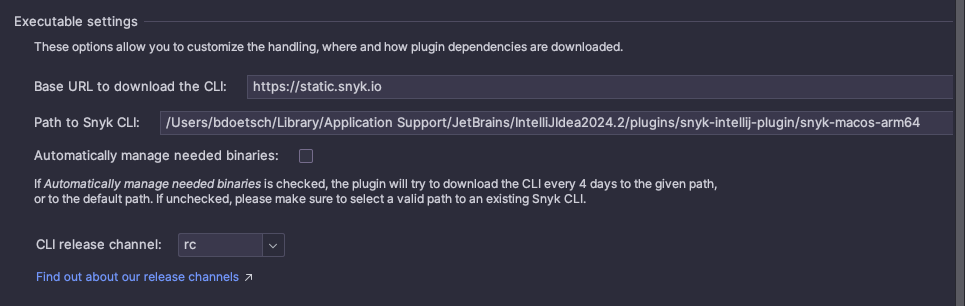 Executable settings
These options allow you to customize the handling, where and how plugin dependencies are downloaded.
Base URL to download the CLI: https://static.snyk.io
Path to Snyk CLI: /Users/bdoetsch/Library/Application Support/JetBrains/IntelliJIdea2024.2/plugins/snyk-intellij-plugin/snyk-macos-arm64
Automatically manage needed binaries:
If Automatically manage needed binaries is checked, the plugin will try to download the CLI every 4 days to the given path,
or to the default path. If unchecked, please make sure to select a valid path to an existing Snyk CLI.
CLI release channel: rc
Find out about our release channels ↗